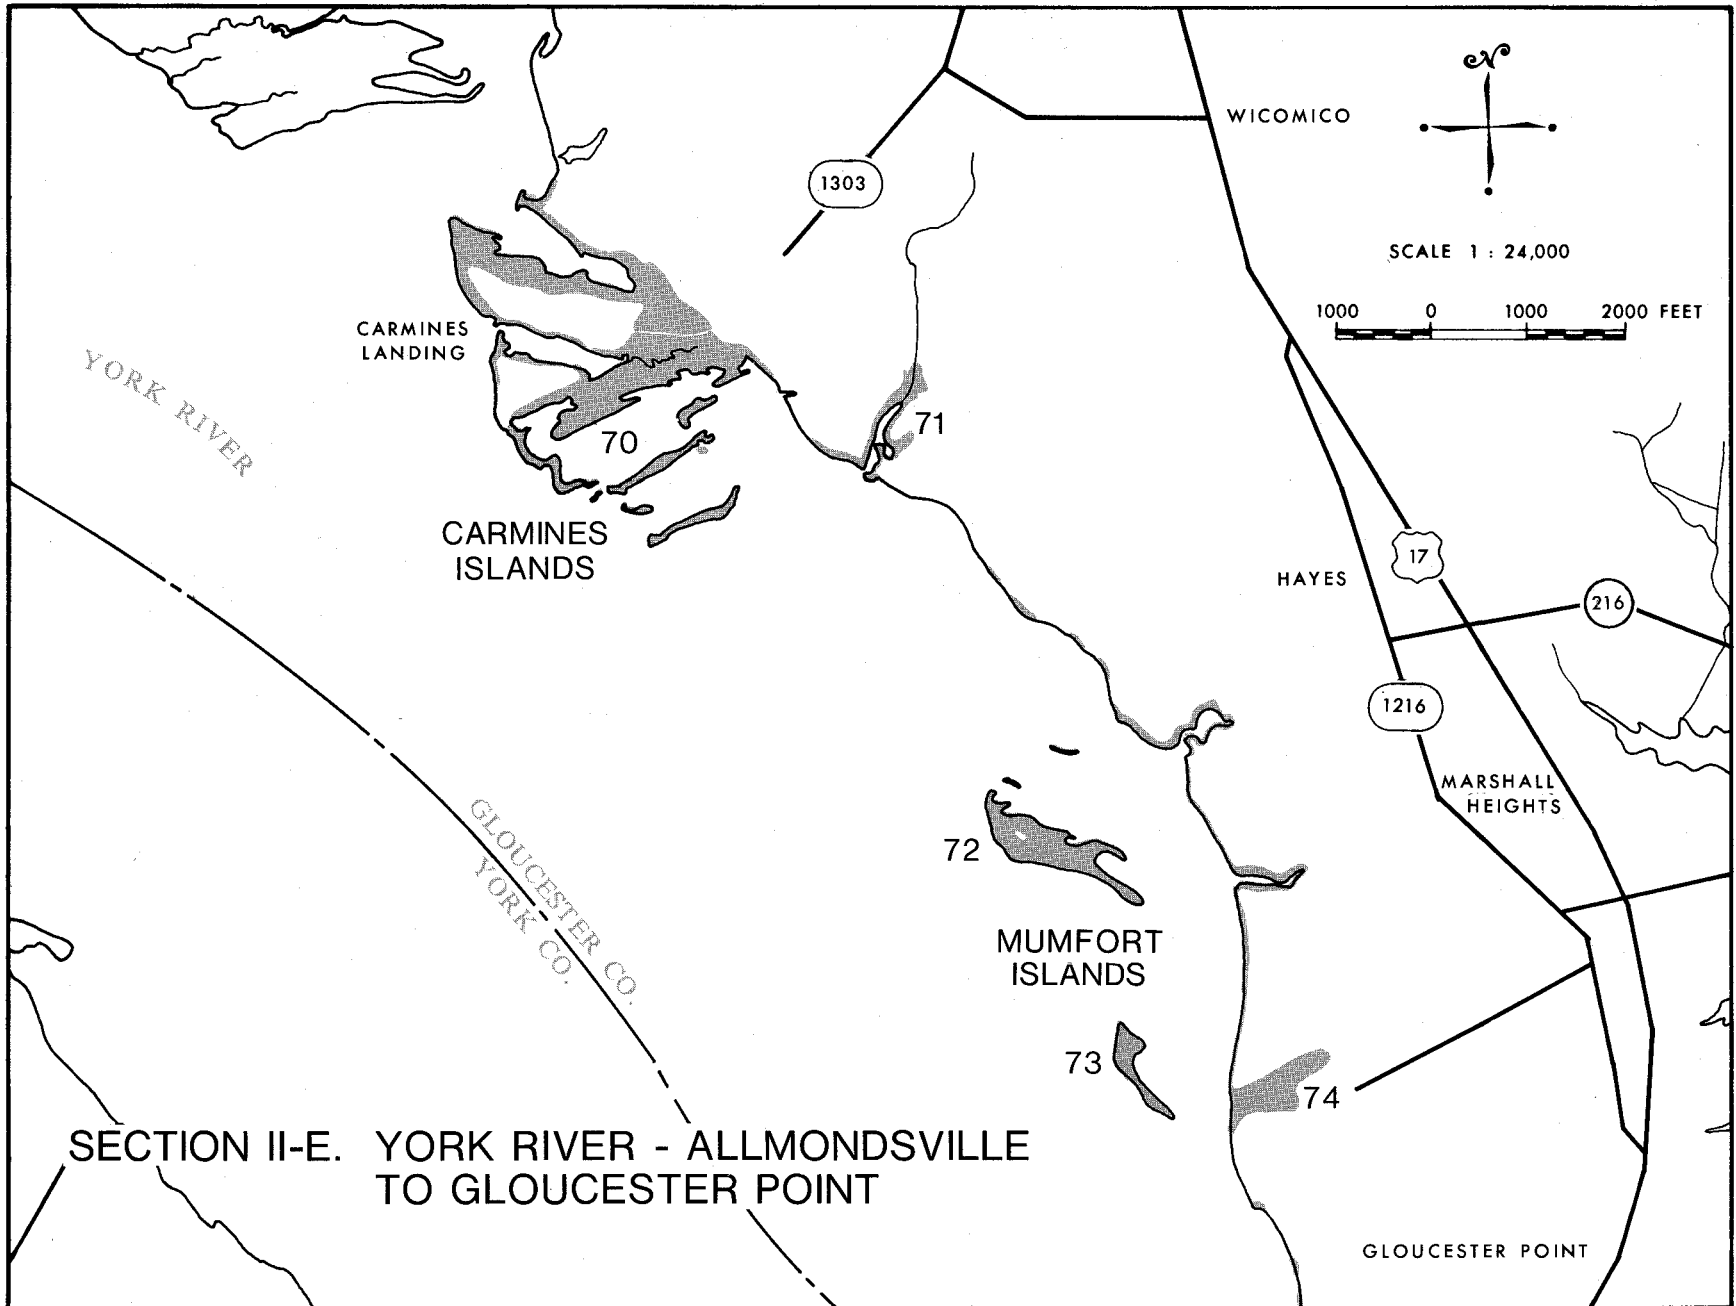 N
WICOMICO
1303
SCALE 1 : 24,000
1000 0 1000 2000 FEET
CARMINES
LANDING
YORK RIVER
71
70
CARMINES
ISLANDS
17
HAYES
216
1216
MARSHALL
HEIGHTS
72
GLOUCESTER CO.
YORK CO.
MUMFORT
ISLANDS
73
74
SECTION II-E. YORK RIVER - ALLMONDSVILLE
TO GLOUCESTER POINT
GLOUCESTER POINT